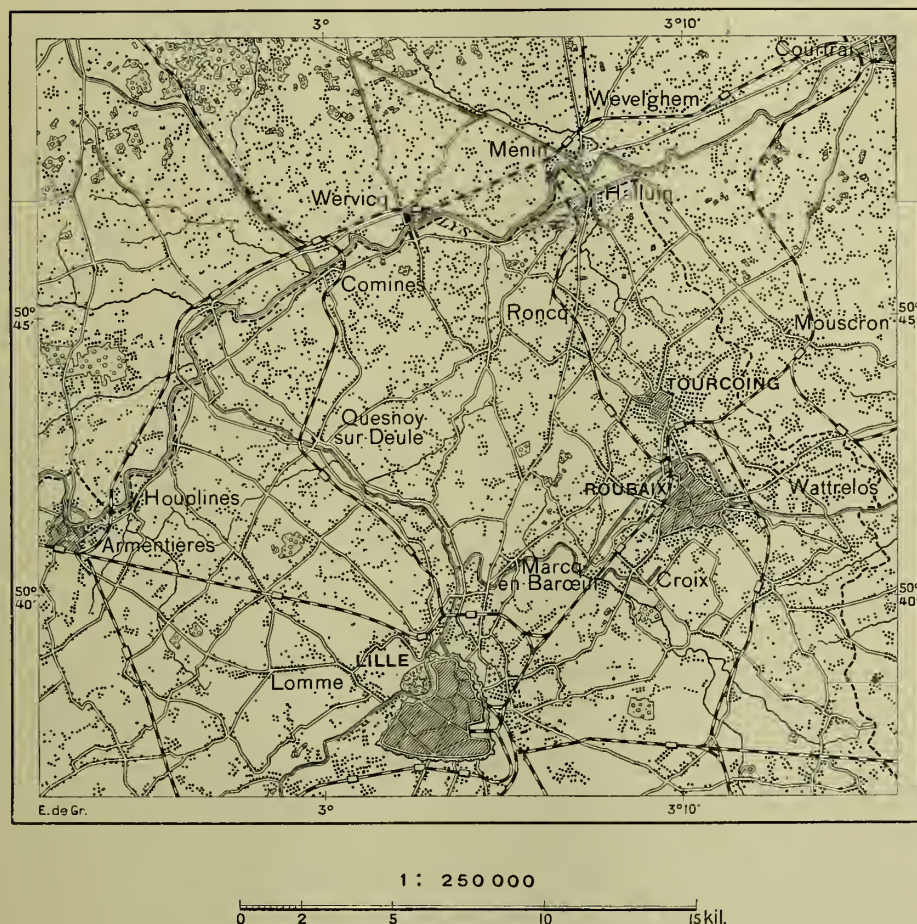 3°
3°10'
Courtrai
Wevelghem
Menin
Halluin
Wervicq
LYS
Comines
50°
45'
50°
45'
Roncq
Mouscron
TOURCOING
Quesnoy
sur-Deule
ROUBAIX
Wattrelos
Houplines
Armentières
Marcq
en-Barœul
Croix
50°
40'
50°
40'
LILLE
Lomme
E. de Gr.
3°
3°10'
1 : 250 000
0 2 5 10 15 kil.